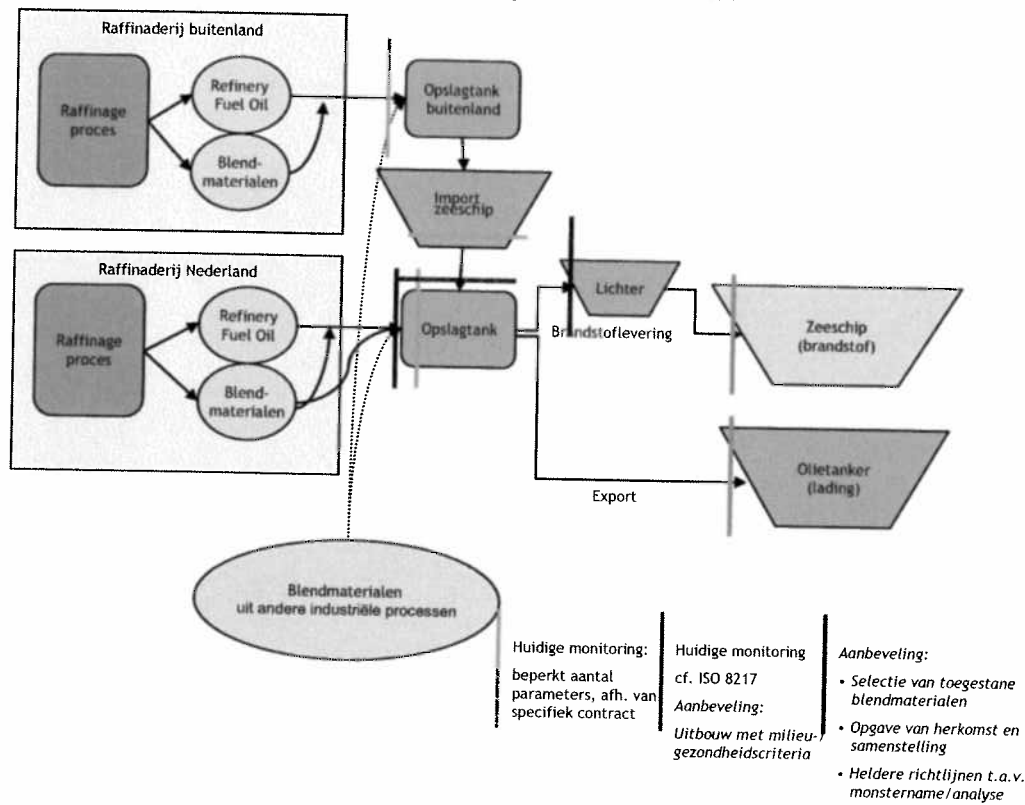 Raffinaderij buitenland
Raffinage
proces
Refinery
Fuel Oil
Blend-
materialen
Opslagtank
buitenland
Import
zeeschip
Raffinaderij Nederland
Raffinage
proces
Refinery
Fuel Oil
Blend-
materialen
Opslagtank
Lichter
Brandstoflevering
Zeeschip
(brandstof)
Export
Olietanker
(lading)
Blendmaterialen
uit andere industriële processen
Huidige monitoring:
beperkt aantal
parameters, afh. van
specifiek contract
Huidige monitoring
cf. ISO 8217
Aanbeveling:
Uitbouw met milieu-
gezondheidscriteria
Aanbeveling:
• Selectie van toegestane
blendmaterialen
• Opgave van herkomst en
samenstelling
• Heldere richtlijnen t.a.v.
monstername/analyse